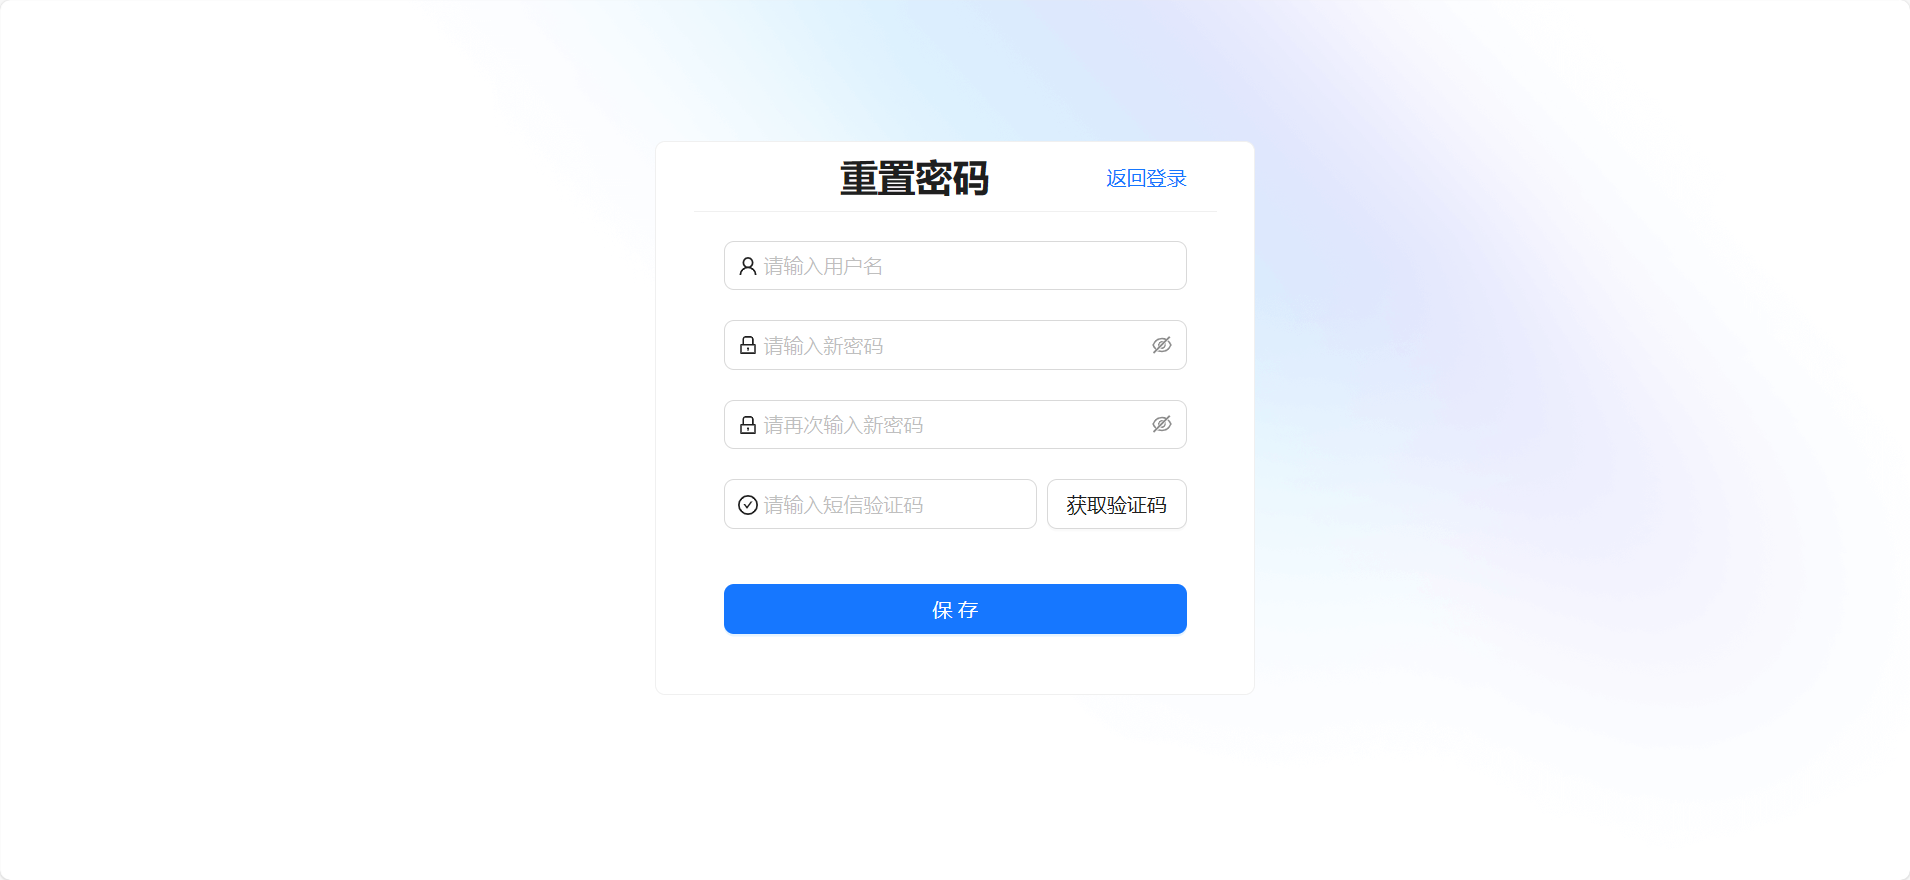 重置密码
返回登录
请输入用户名
请输入新密码
请再次输入新密码
请输入短信验证码
获取验证码
保 存